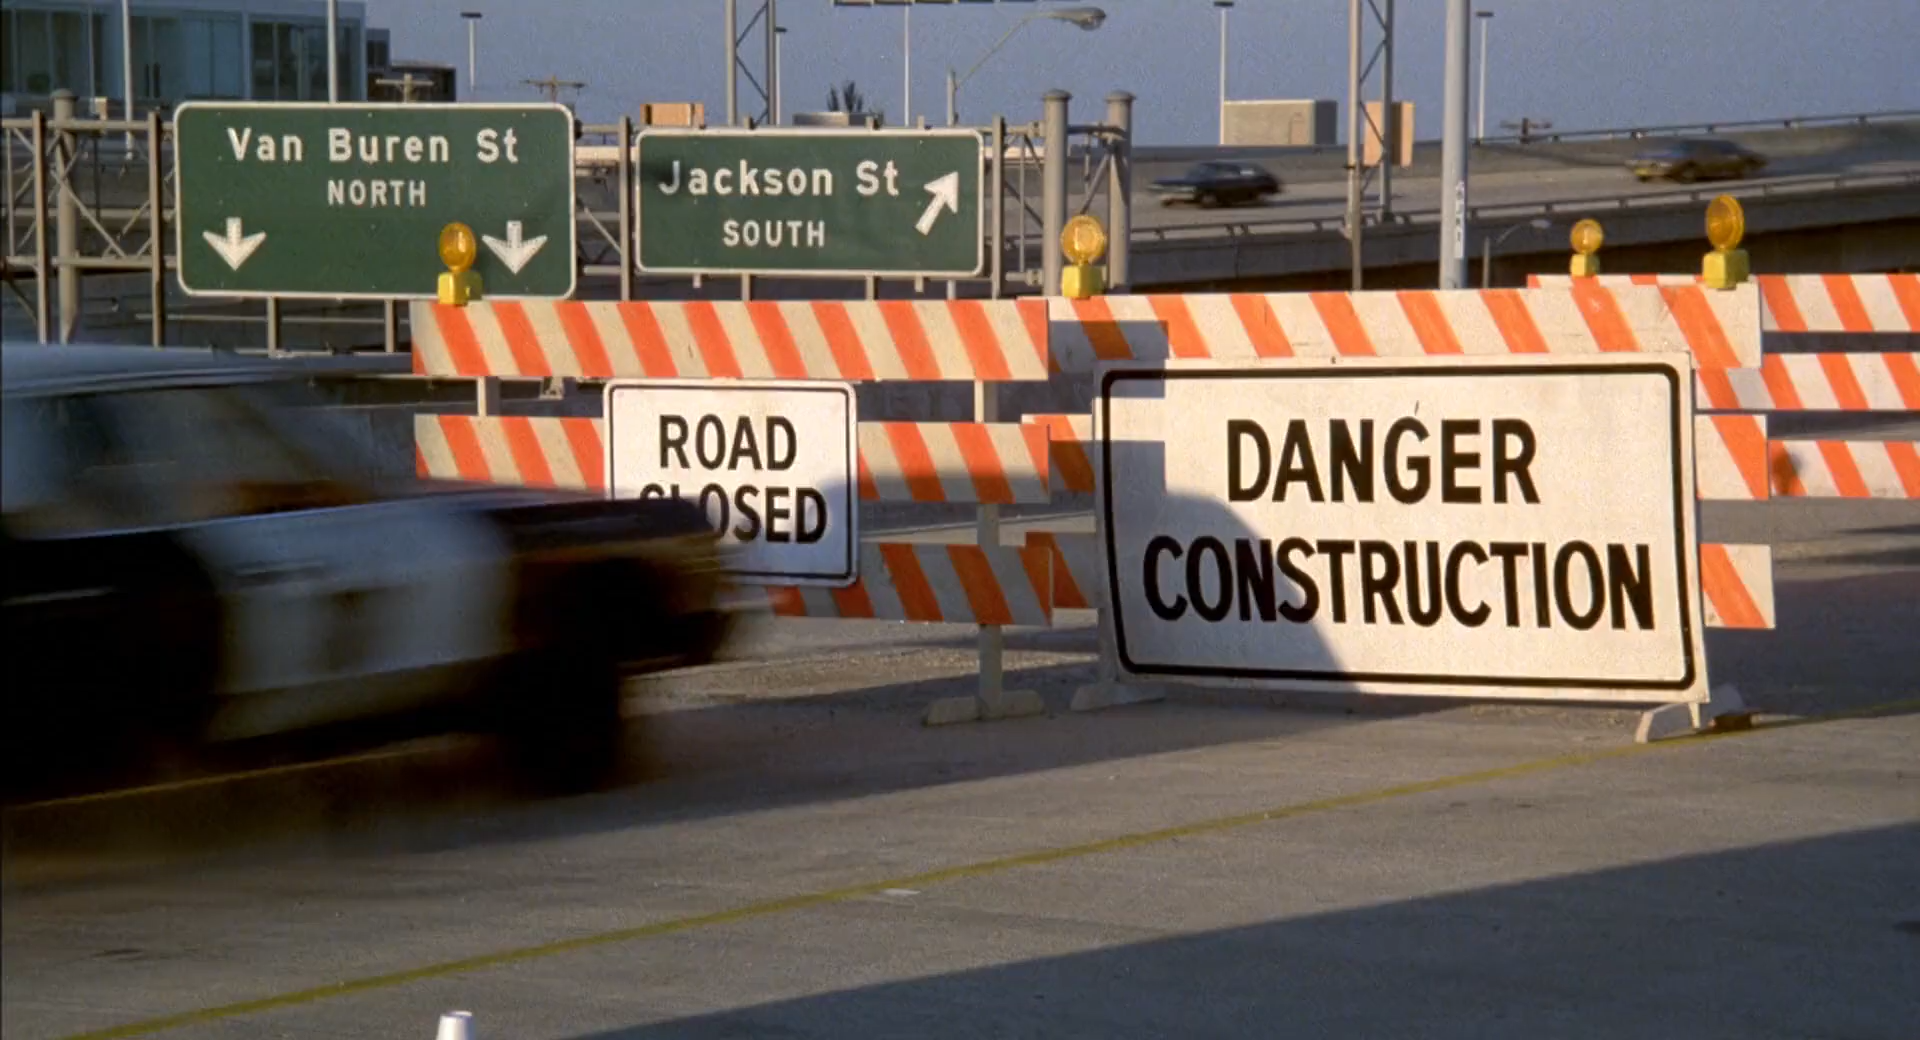 Van Buren St
NORTH
Jackson St
SOUTH
ROAD
CLOSED
DANGER
CONSTRUCTION